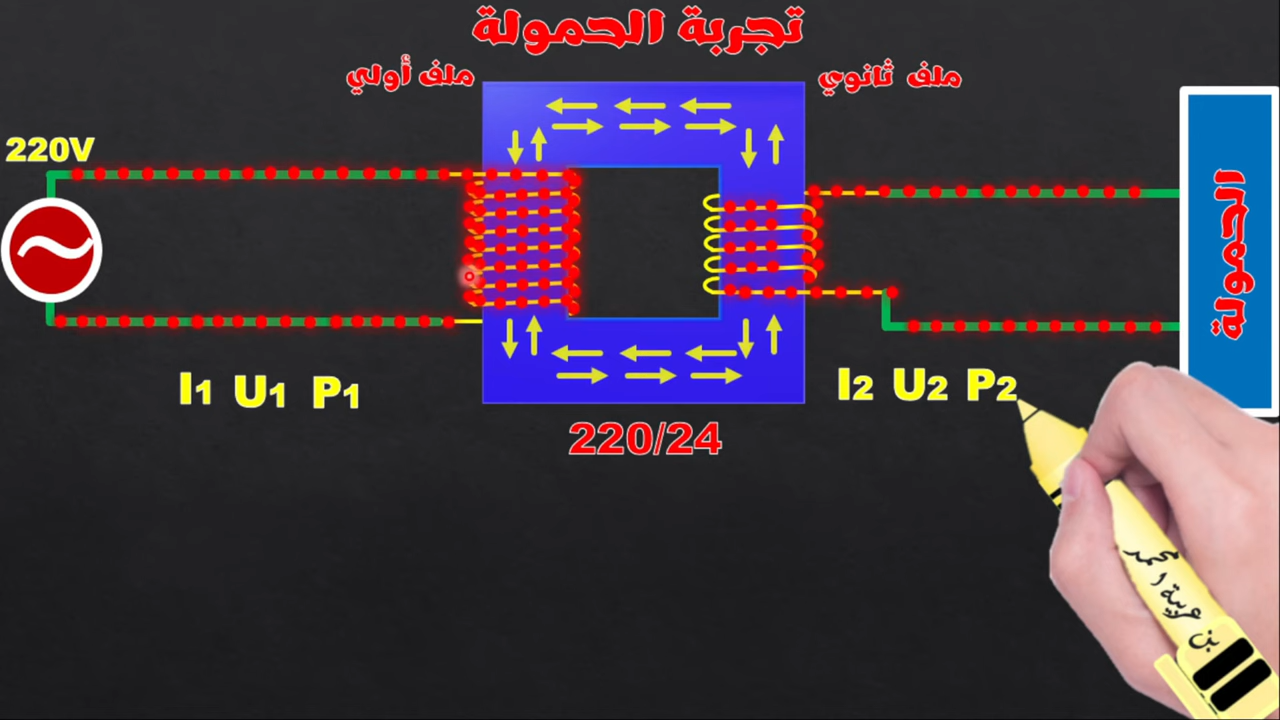 تجربة الحمولة
ملف أولي
ملف ثانوي
220V
الحمولة
I1 U1 P1
I2 U2 P2
220/24